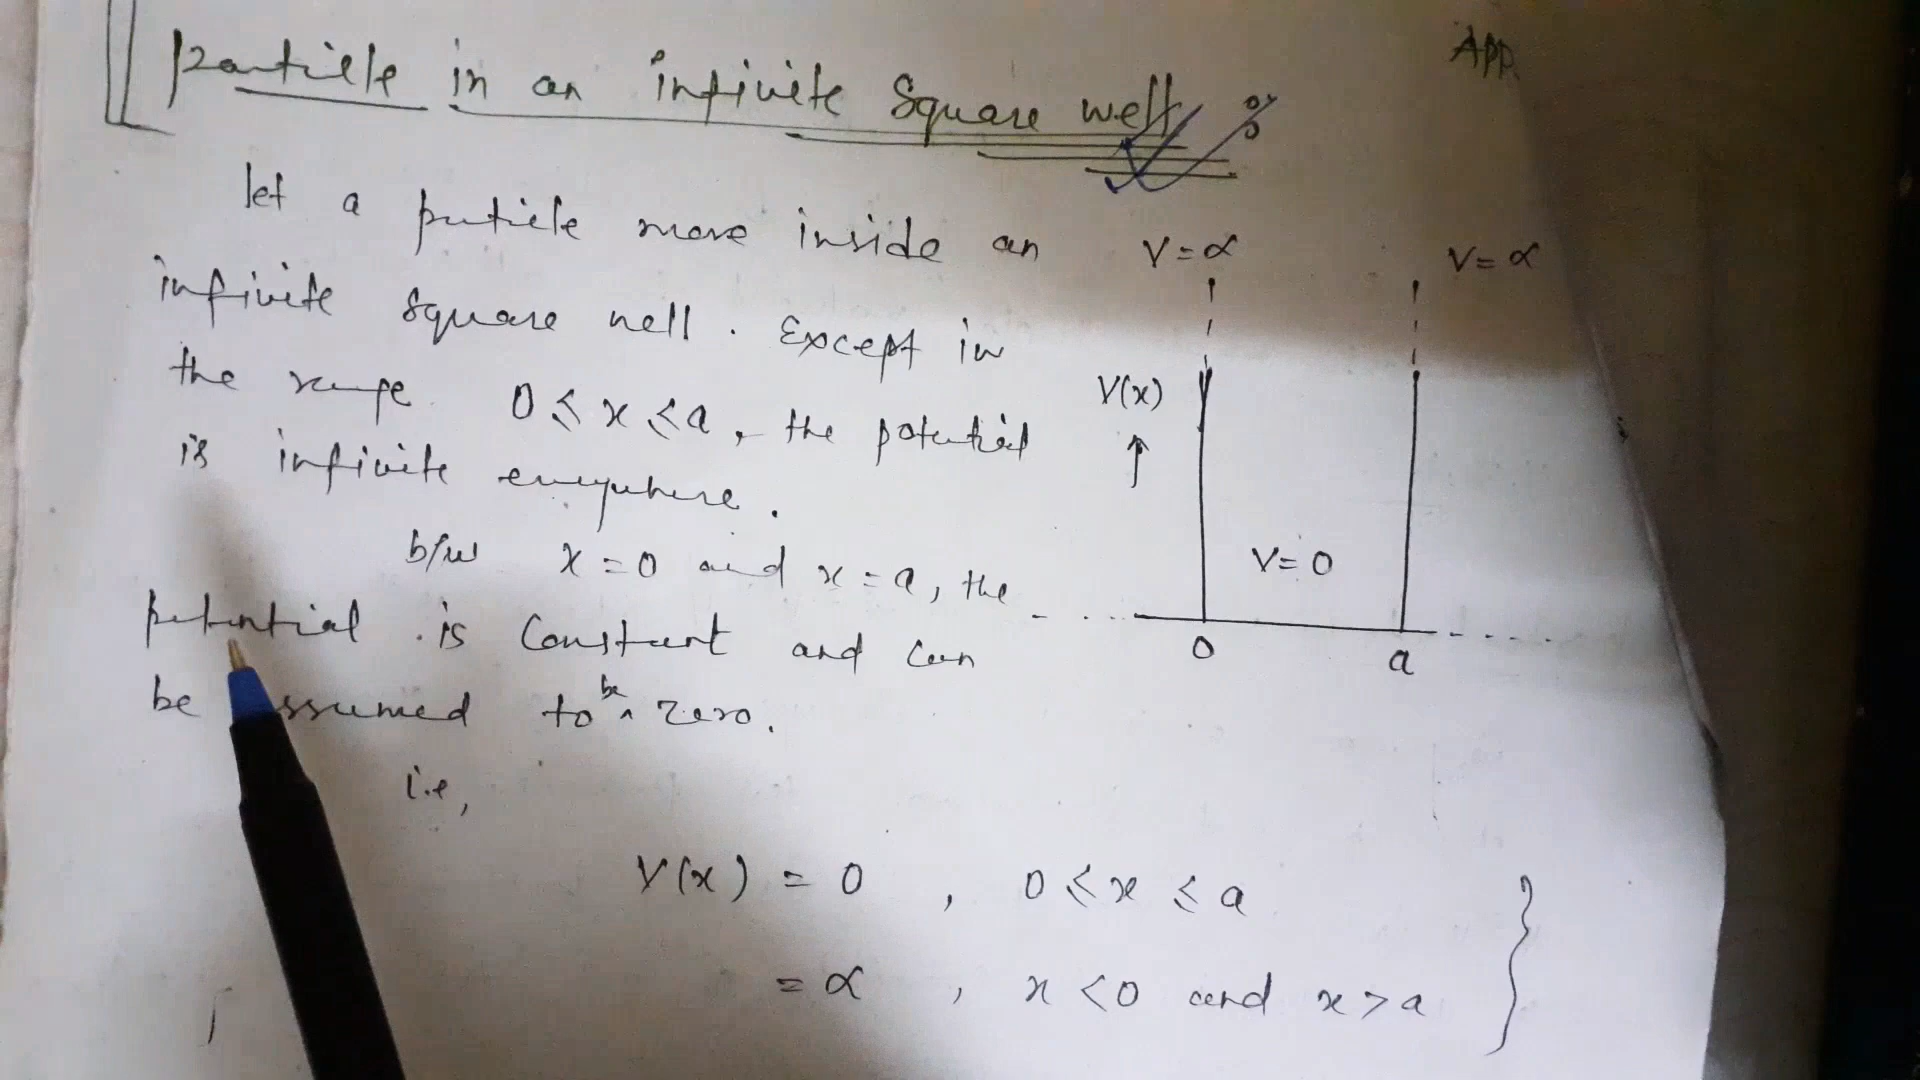 Particle in an infinite square well
App.
let a particle move inside an
infinite square well. Except in
the range 0 ≤ x ≤ a, the potential
is infinite everywhere.
b/w x = 0 and x = a, the
potential is constant and can
be assumed to be zero.
i.e,
V(x) = 0 , 0 ≤ x ≤ a
= α , x < 0 and x > a
V = α
V = α
V(x)
↑
V = 0
0
a